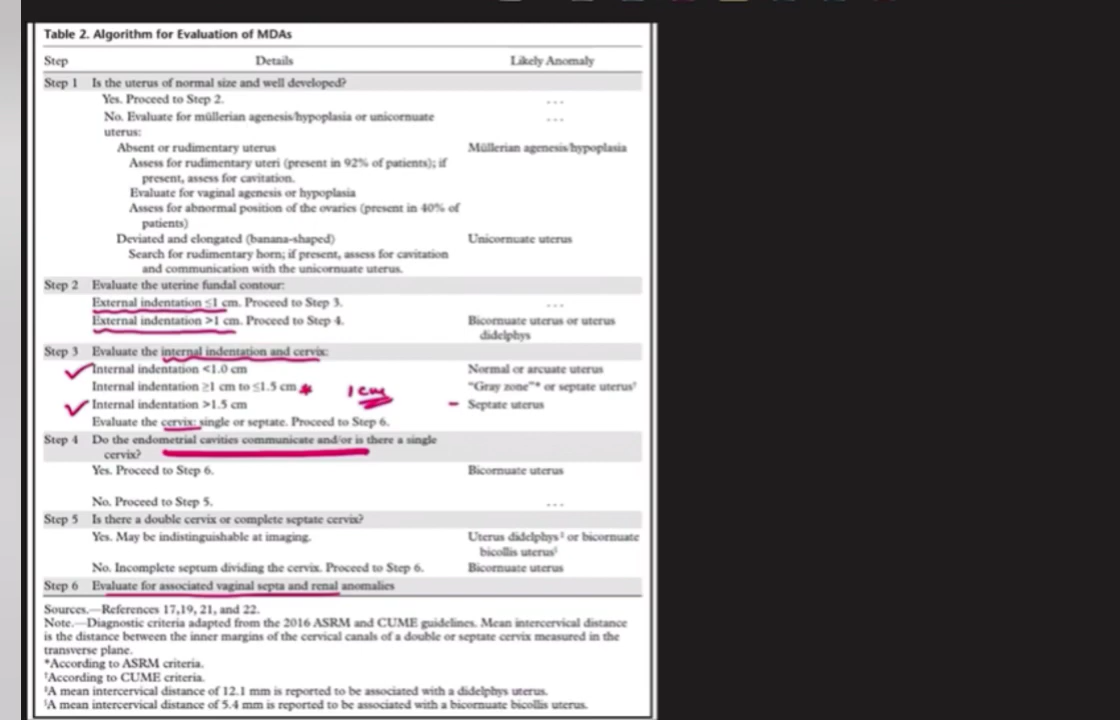 Table 2. Algorithm for Evaluation of MDAs
Step Details Likely Anomaly
Step 1 Is the uterus of normal size and well developed?
Yes. Proceed to Step 2. ...
No. Evaluate for müllerian agenesis/hypoplasia or unicornuate ...
uterus:
Absent or rudimentary uterus Müllerian agenesis/hypoplasia
Assess for rudimentary uteri (present in 92% of patients); if
present, assess for cavitation.
Evaluate for vaginal agenesis or hypoplasia
Assess for abnormal position of the ovaries (present in 40% of
patients)
Deviated and elongated (banana-shaped) Unicornuate uterus
Search for rudimentary horn; if present, assess for cavitation
and communication with the unicornuate uterus.
Step 2 Evaluate the uterine fundal contour:
External indentation ≤1 cm. Proceed to Step 3. ...
External indentation >1 cm. Proceed to Step 4. Bicornuate uterus or uterus
didelphys
Step 3 Evaluate the internal indentation and cervix:
Internal indentation <1.0 cm Normal or arcuate uterus
Internal indentation ≥1 cm to ≤1.5 cm 1 cm "Gray zone"* or septate uterus†
Internal indentation >1.5 cm Septate uterus
Evaluate the cervix: single or septate. Proceed to Step 6.
Step 4 Do the endometrial cavities communicate and/or is there a single
cervix?
Yes. Proceed to Step 6. Bicornuate uterus
No. Proceed to Step 5. ...
Step 5 Is there a double cervix or complete septate cervix?
Yes. May be indistinguishable at imaging. Uterus didelphys‡ or bicornuate
bicollis uterus§
No. Incomplete septum dividing the cervix. Proceed to Step 6. Bicornuate uterus
Step 6 Evaluate for associated vaginal septa and renal anomalies
Sources.—References 17,19, 21, and 22.
Note.—Diagnostic criteria adapted from the 2016 ASRM and CUME guidelines. Mean intercervical distance
is the distance between the inner margins of the cervical canals of a double or septate cervix measured in the
transverse plane.
*According to ASRM criteria.
†According to CUME criteria.
‡A mean intercervical distance of 12.1 mm is reported to be associated with a didelphys uterus.
§A mean intercervical distance of 5.4 mm is reported to be associated with a bicornuate bicollis uterus.